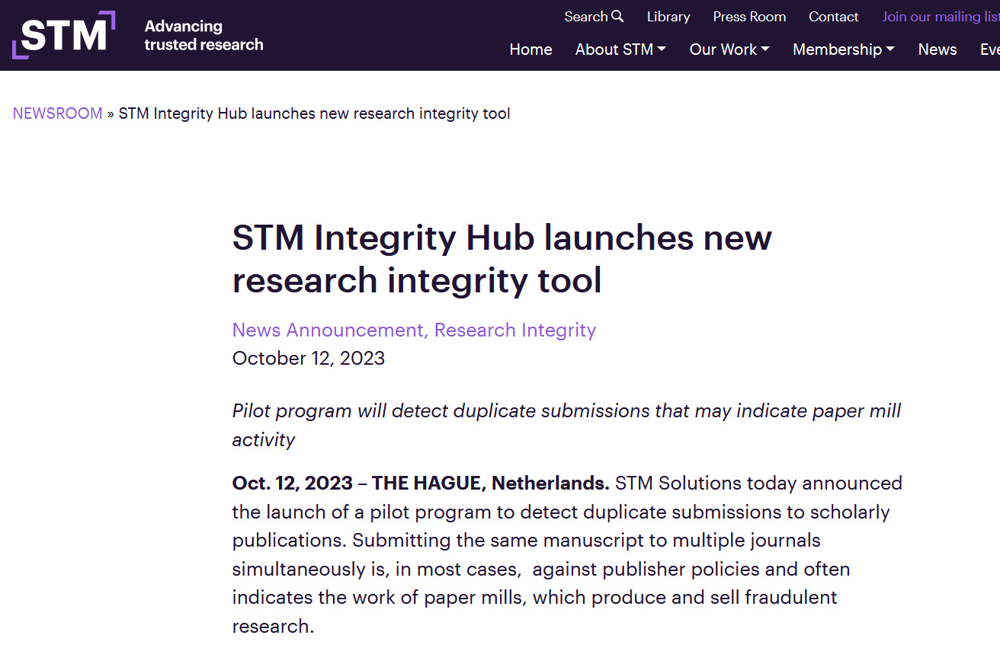 Search Library Press Room Contact Join our mailing list
STM Advancing
trusted research
Home About STM Our Work Membership News
NEWSROOM » STM Integrity Hub launches new research integrity tool
STM Integrity Hub launches new
research integrity tool
News Announcement, Research Integrity
October 12, 2023
Pilot program will detect duplicate submissions that may indicate paper mill
activity
Oct. 12, 2023 – THE HAGUE, Netherlands. STM Solutions today announced
the launch of a pilot program to detect duplicate submissions to scholarly
publications. Submitting the same manuscript to multiple journals
simultaneously is, in most cases,  against publisher policies and often
indicates the work of paper mills, which produce and sell fraudulent
research.